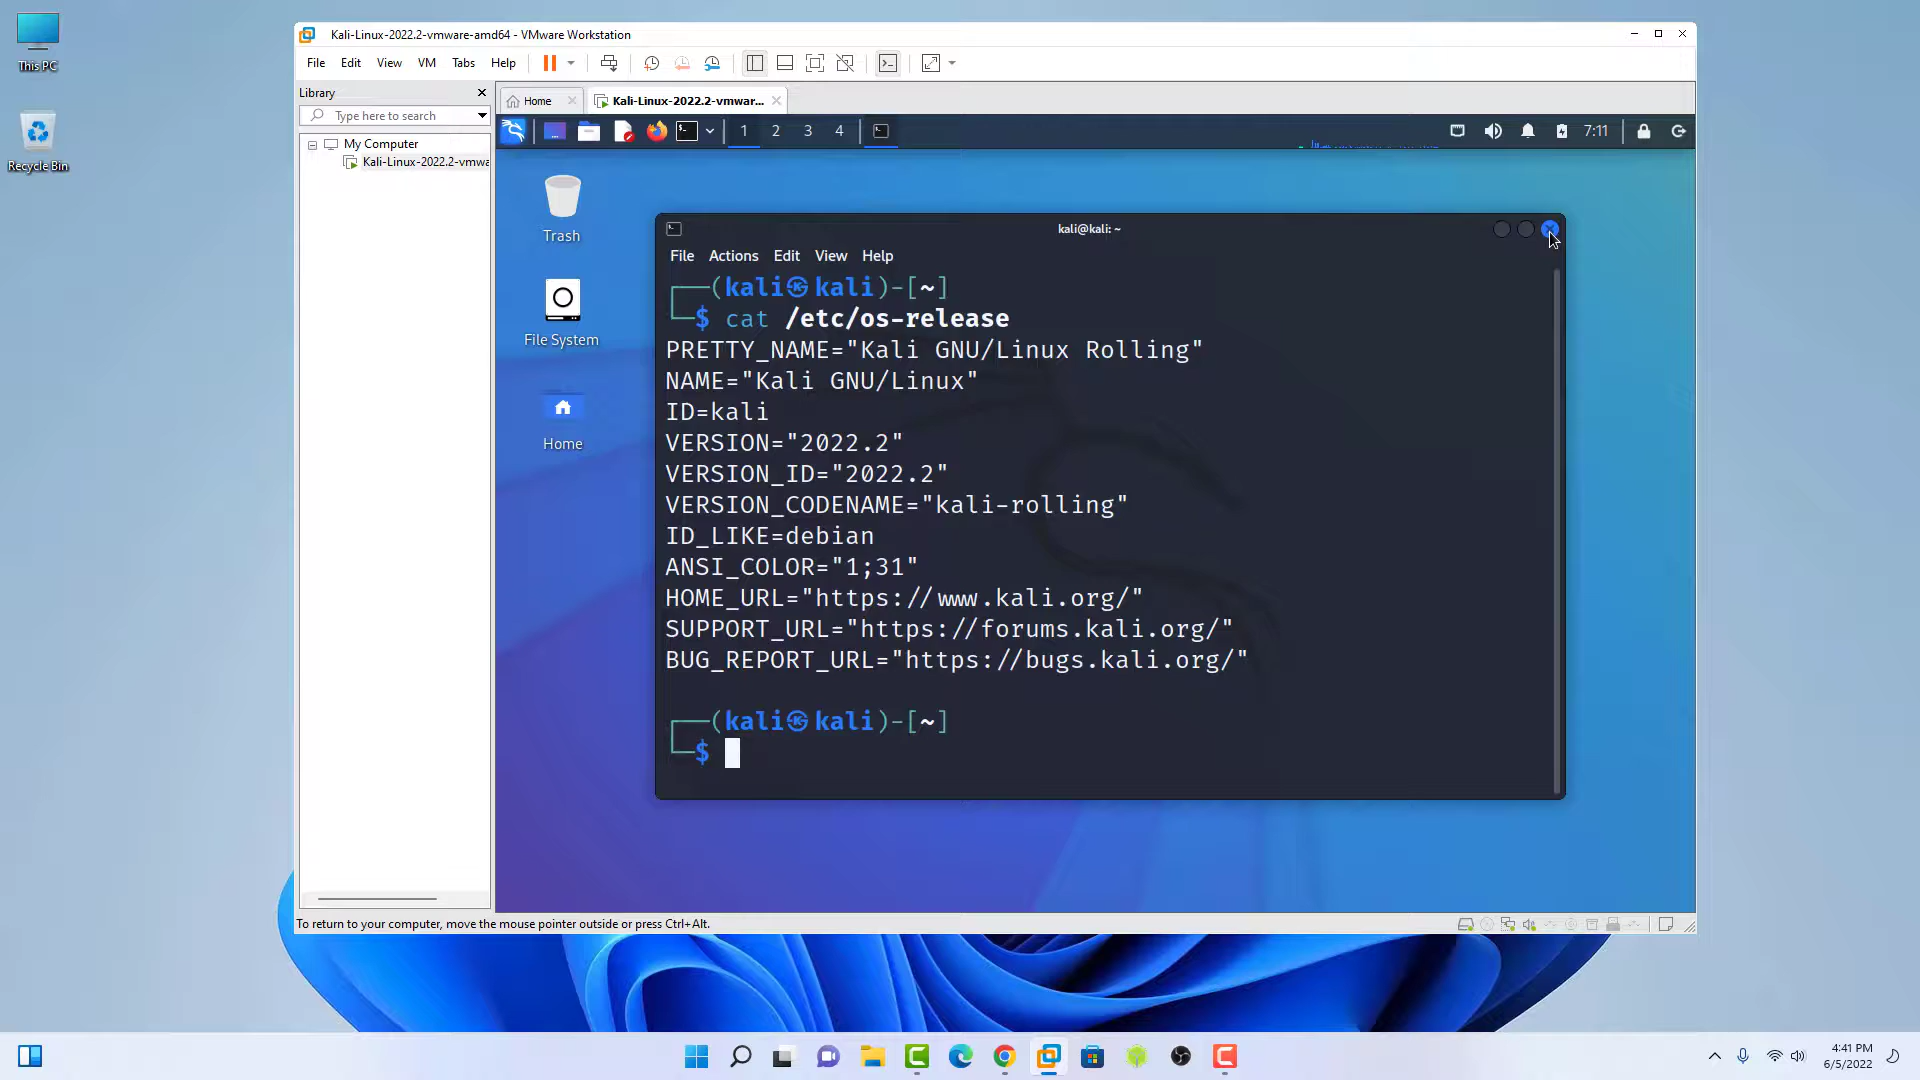 This PC
Recycle Bin
Kali-Linux-2022.2-vmware-amd64 - VMware Workstation
File Edit View VM Tabs Help
Library
Type here to search
My Computer
Kali-Linux-2022.2-vmwa
Home
Kali-Linux-2022.2-vmwar...
1 2 3 4
7:11
Trash
File System
Home
kali@kali: ~
File Actions Edit View Help
┌──(kali㉿kali)-[~]
└─$ cat /etc/os-release
PRETTY_NAME="Kali GNU/Linux Rolling"
NAME="Kali GNU/Linux"
ID=kali
VERSION="2022.2"
VERSION_ID="2022.2"
VERSION_CODENAME="kali-rolling"
ID_LIKE=debian
ANSI_COLOR="1;31"
HOME_URL="https://www.kali.org/"
SUPPORT_URL="https://forums.kali.org/"
BUG_REPORT_URL="https://bugs.kali.org/"
┌──(kali㉿kali)-[~]
└─$
To return to your computer, move the mouse pointer outside or press Ctrl+Alt.
4:41 PM
6/5/2022